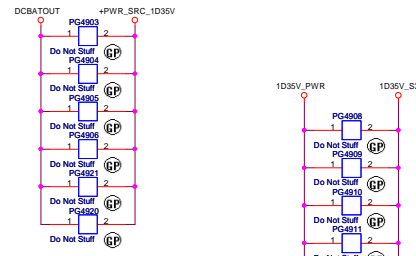 DCBATOUT +PWR_SRC_1D35V
PG4903
1 2
Do Not Stuff GP
PG4904
1 2
Do Not Stuff GP
PG4905
1 2
Do Not Stuff GP
PG4906
1 2
Do Not Stuff GP
PG4921
1 2
Do Not Stuff GP
PG4920
1 2
Do Not Stuff GP
1D35V_PWR 1D35V_S
PG4908
1 2
Do Not Stuff GP
PG4909
1 2
Do Not Stuff GP
PG4910
1 2
Do Not Stuff GP
PG4911
1 2